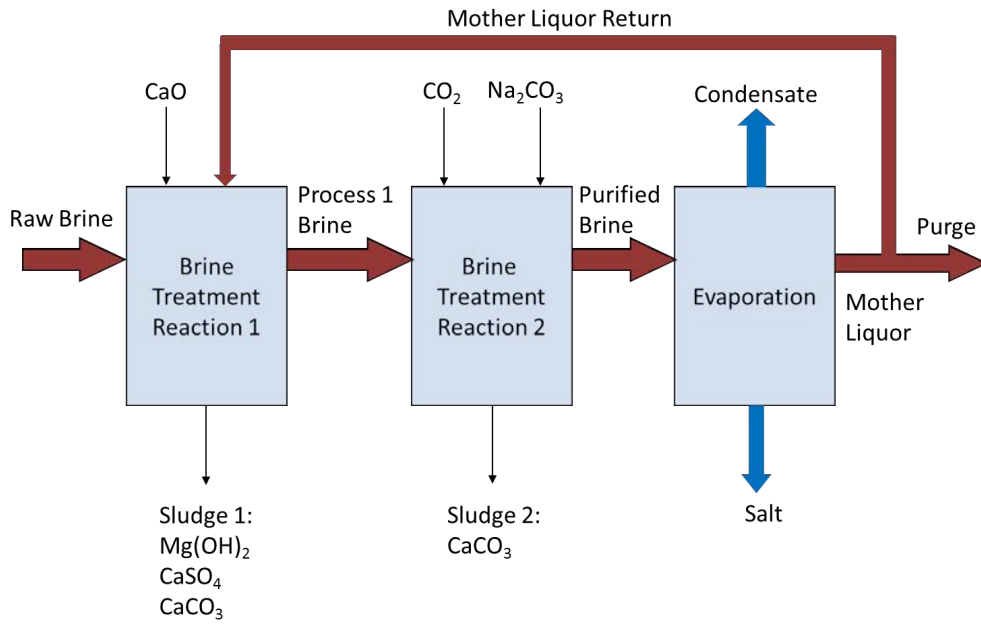 Mother Liquor Return
CaO
CO₂
Na₂CO₃
Condensate
Raw Brine
Process 1
Brine
Purified
Brine
Purge
Brine
Treatment
Reaction 1
Brine
Treatment
Reaction 2
Evaporation
Mother
Liquor
Sludge 1:
Mg(OH)₂
CaSO₄
CaCO₃
Sludge 2:
CaCO₃
Salt